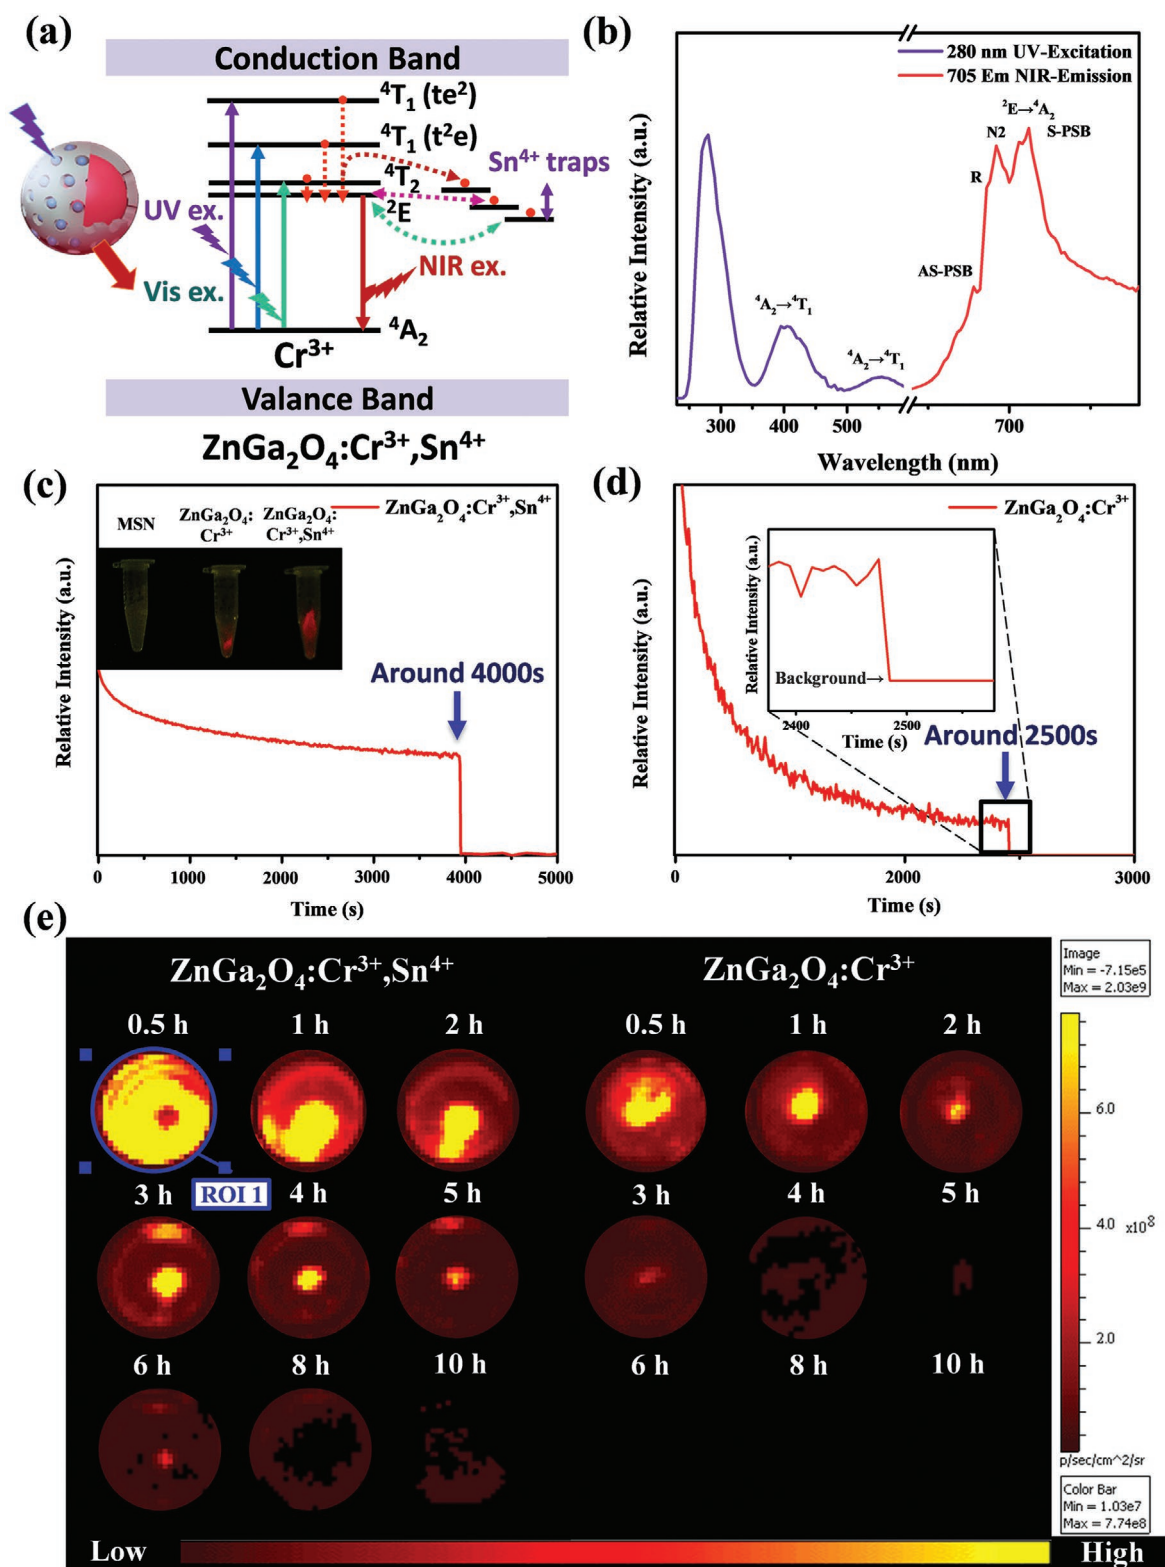 (a)
Conduction Band
⁴T₁ (te²)
⁴T₁ (t²e)
Sn⁴⁺ traps
⁴T₂
²E
UV ex.
Vis ex.
NIR ex.
⁴A₂
Cr³⁺
Valance Band
ZnGa₂O₄:Cr³⁺,Sn⁴⁺
(b)
280 nm UV-Excitation
705 Em NIR-Emission
²E→⁴A₂
N2
S-PSB
R
AS-PSB
⁴A₂→⁴T₁
⁴A₂→⁴T₁
Relative Intensity (a.u.)
300 400 500 700
Wavelength (nm)
(c)
ZnGa₂O₄:Cr³⁺,Sn⁴⁺
MSN
ZnGa₂O₄:
Cr³⁺
ZnGa₂O₄:
Cr³⁺,Sn⁴⁺
Around 4000s
Relative Intensity (a.u.)
0 1000 2000 3000 4000 5000
Time (s)
(d)
ZnGa₂O₄:Cr³⁺
Relative Intensity (a.u.)
Background→
2400 2500
Time (s)
Around 2500s
Relative Intensity (a.u.)
0 2000 3000
Time (s)
(e)
ZnGa₂O₄:Cr³⁺,Sn⁴⁺
ZnGa₂O₄:Cr³⁺
0.5 h 1 h 2 h 0.5 h 1 h 2 h
ROI 1
3 h 4 h 5 h 3 h 4 h 5 h
6 h 8 h 10 h 6 h 8 h 10 h
Image
Min = -7.15e5
Max = 2.03e9
6.0
4.0
x10⁸
2.0
p/sec/cm^2/sr
Color Bar
Min = 1.03e7
Max = 7.74e8
Low
High